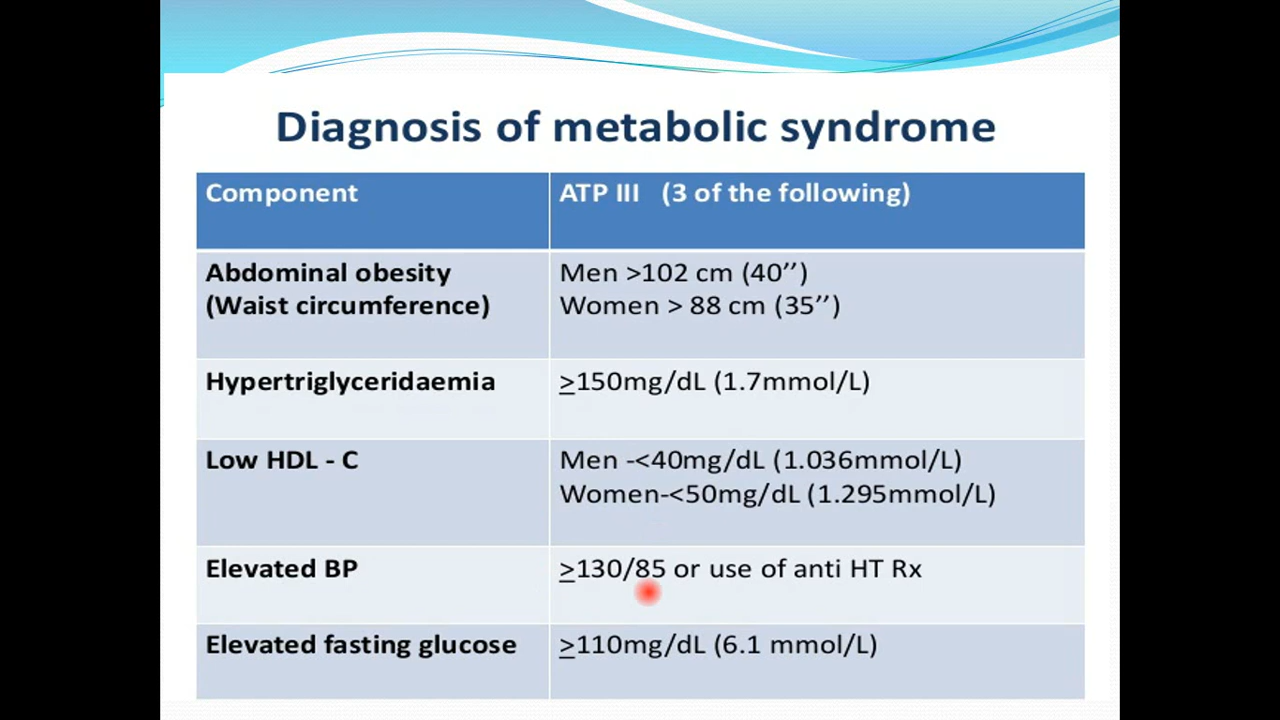 Diagnosis of metabolic syndrome
Component
ATP III (3 of the following)
Abdominal obesity
(Waist circumference)
Men >102 cm (40’’)
Women > 88 cm (35’’)
Hypertriglyceridaemia
≥150mg/dL (1.7mmol/L)
Low HDL - C
Men -<40mg/dL (1.036mmol/L)
Women-<50mg/dL (1.295mmol/L)
Elevated BP
≥130/85 or use of anti HT Rx
Elevated fasting glucose
≥110mg/dL (6.1 mmol/L)